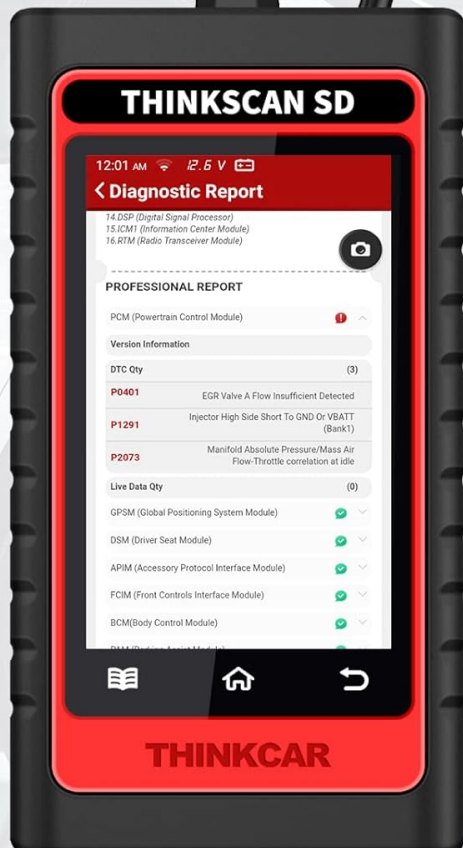 THINKSCAN SD
12:01 AM 12.6 V
Diagnostic Report
14.DSP (Digital Signal Processor)
15.ICM1 (Information Center Module)
16.RTM (Radio Transceiver Module)
PROFESSIONAL REPORT
PCM (Powertrain Control Module)
Version Information
DTC Qty (3)
P0401 EGR Valve A Flow Insufficient Detected
P1291 Injector High Side Short To GND Or VBATT
(Bank1)
P2073 Manifold Absolute Pressure/Mass Air
Flow-Throttle correlation at idle
Live Data Qty (0)
GPSM (Global Positioning System Module)
DSM (Driver Seat Module)
APIM (Accessory Protocol Interface Module)
FCIM (Front Controls Interface Module)
BCM(Body Control Module)
PAM (Parking Assist Module)
THINKCAR